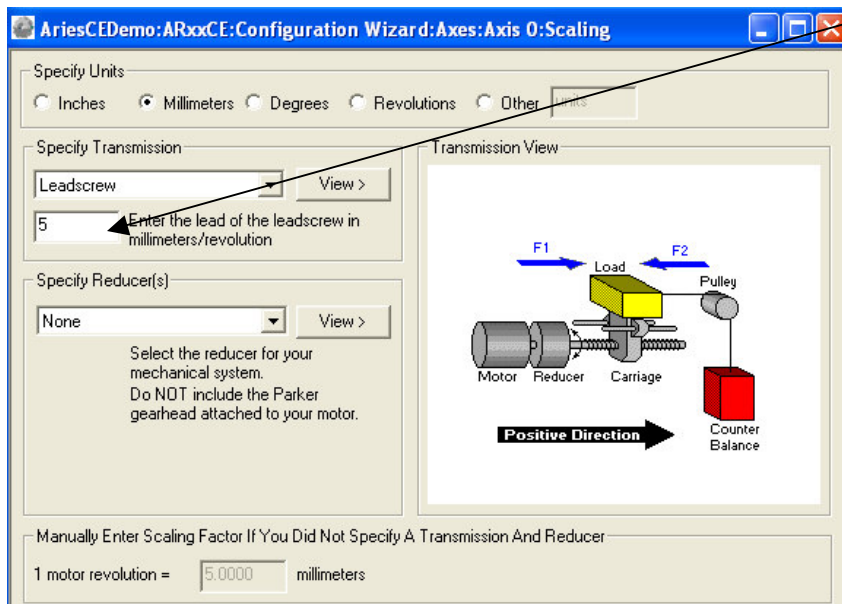 AriesCEDemo:ARxxCE:Configuration Wizard:Axes:Axis 0:Scaling
Specify Units
Inches Millimeters Degrees Revolutions Other units
Specify Transmission
Leadscrew View >
5 Enter the lead of the leadscrew in
millimeters/revolution
Specify Reducer(s)
None View >
Select the reducer for your
mechanical system.
Do NOT include the Parker
gearhead attached to your motor.
Transmission View
F1 F2
Load
Pulley
Motor Reducer Carriage
Positive Direction
Counter
Balance
Manually Enter Scaling Factor If You Did Not Specify A Transmission And Reducer
1 motor revolution = 5.0000 millimeters